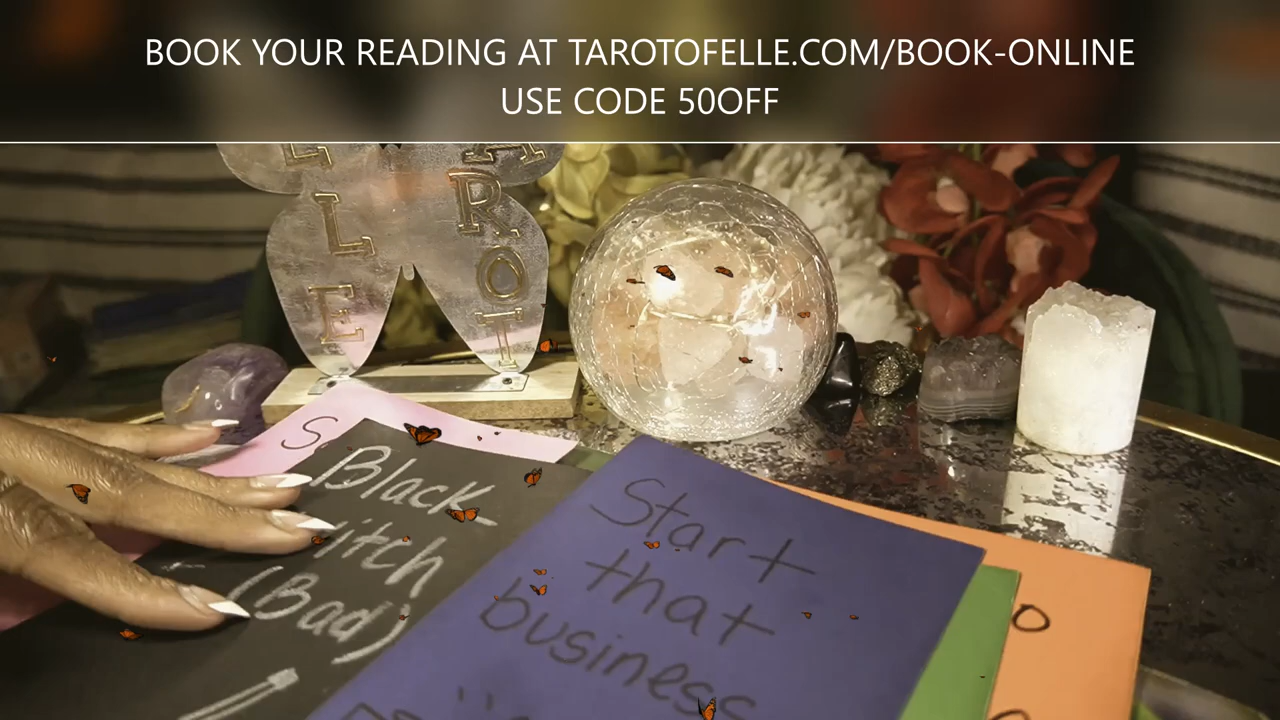 BOOK YOUR READING AT TAROTOFELLE.COM/BOOK-ONLINE
USE CODE 50OFF
L
L
E
A
R
O
T
S
Black-
itch
(Bad)
Start
that
business
O